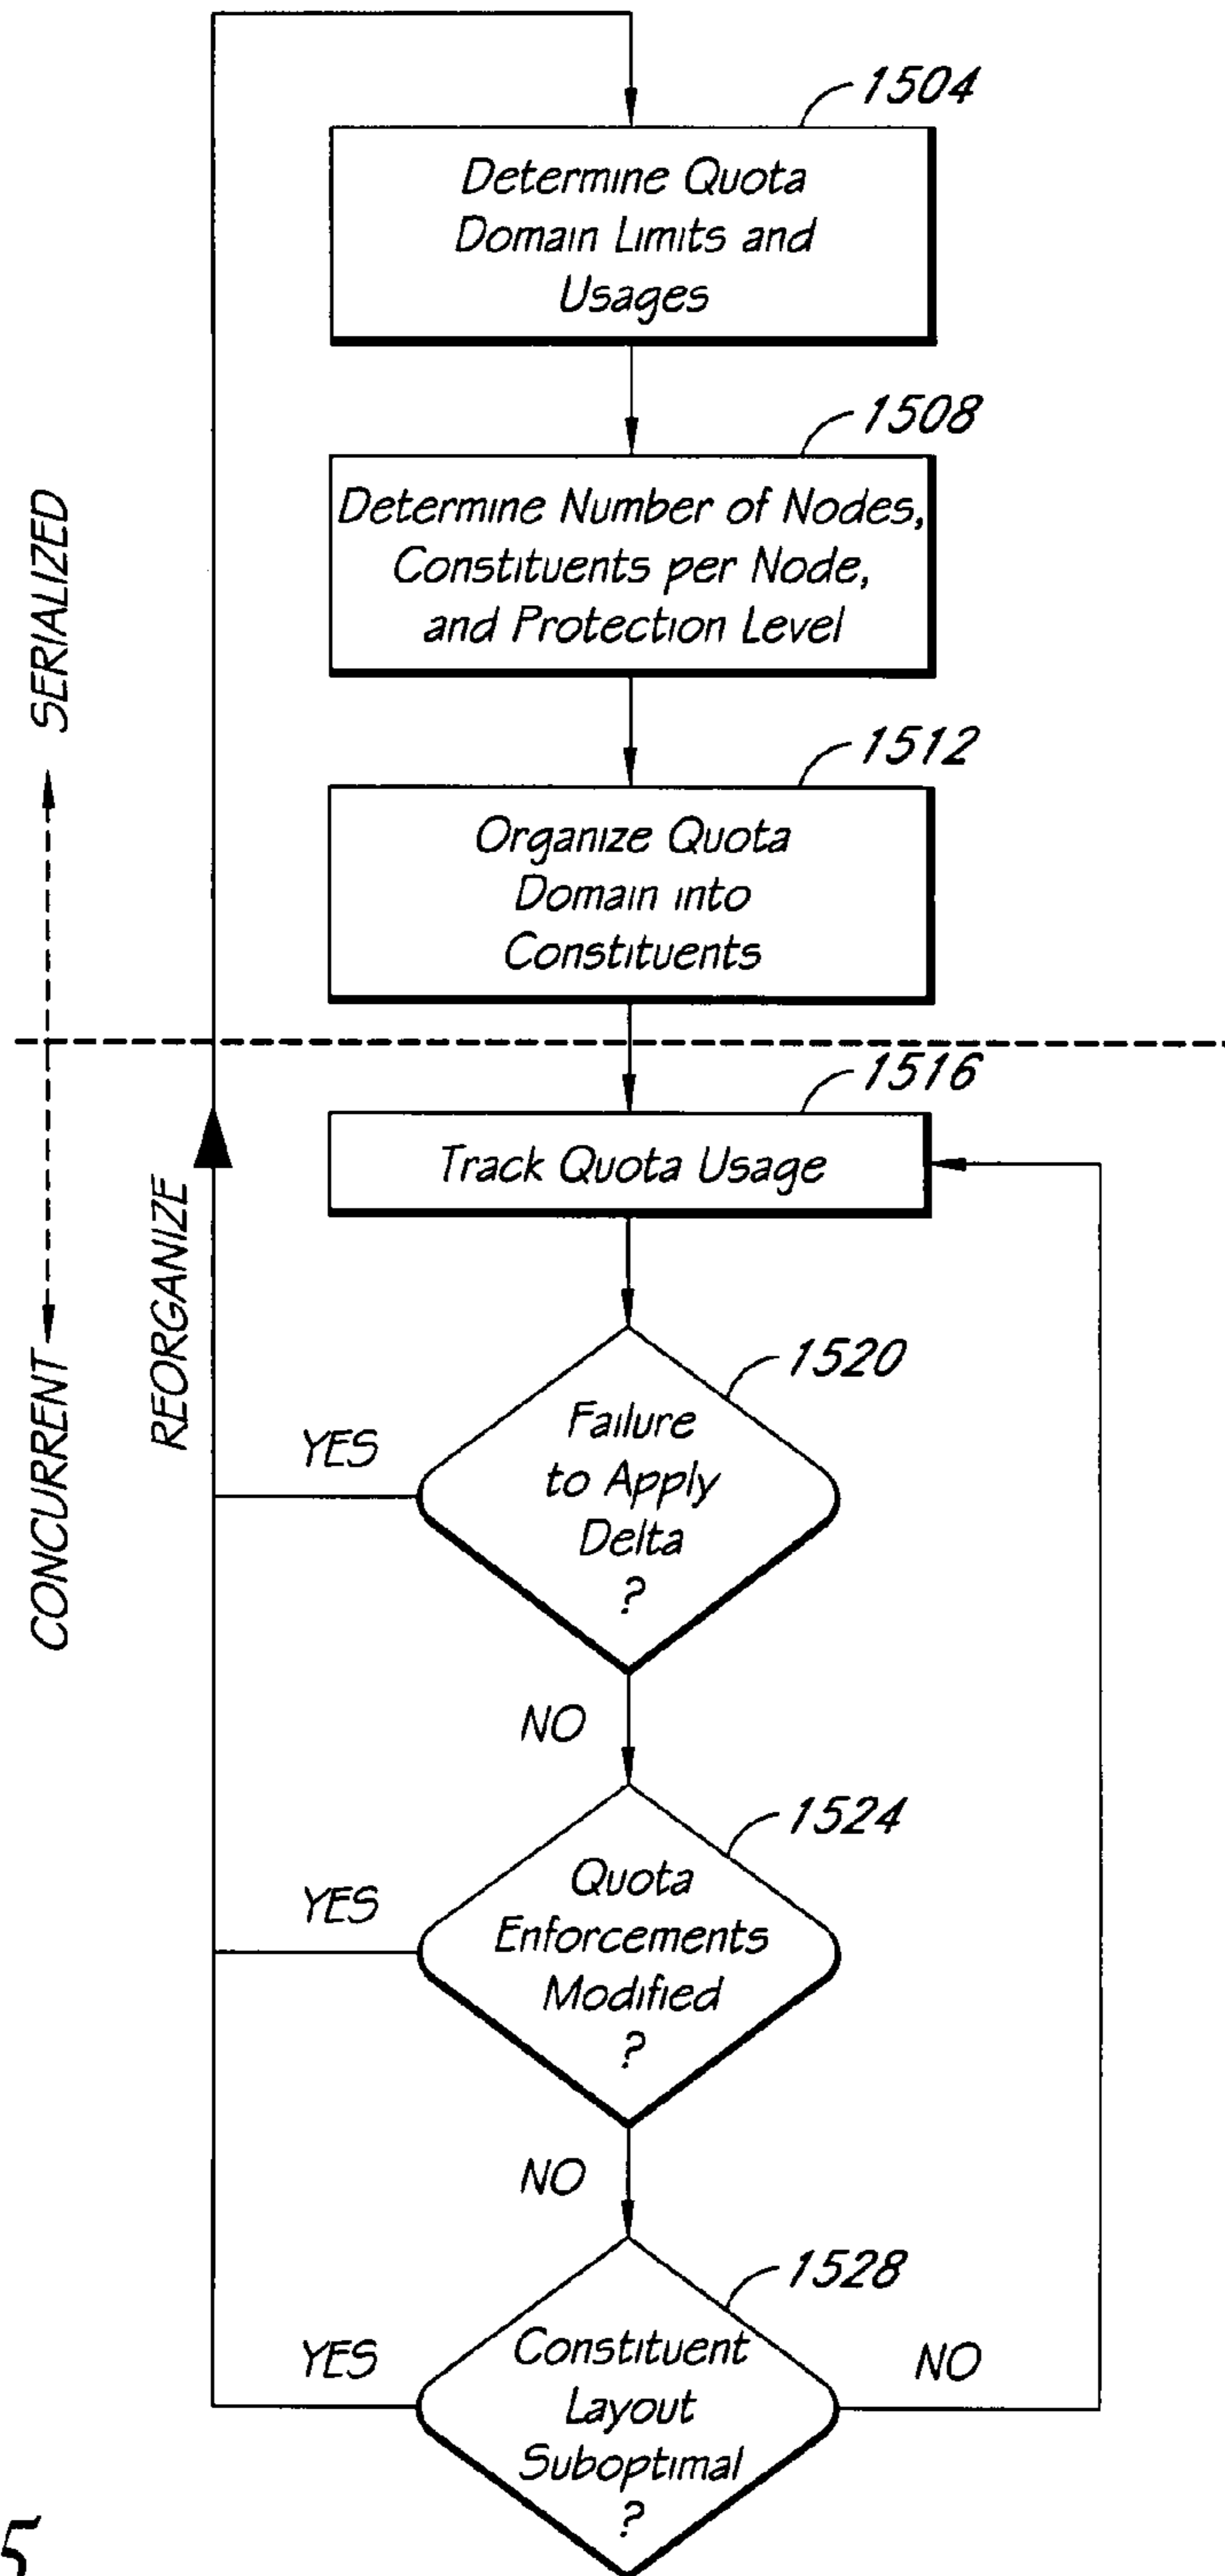 1504
Determine Quota
Domain Limits and
Usages
1508
Determine Number of Nodes,
Constituents per Node,
and Protection Level
SERIALIZED
1512
Organize Quota
Domain into
Constituents
1516
Track Quota Usage
CONCURRENT
REORGANIZE
1520
Failure
to Apply
Delta
?
YES
NO
1524
Quota
Enforcements
Modified
?
YES
NO
1528
Constituent
Layout
Suboptimal
?
YES
NO
5